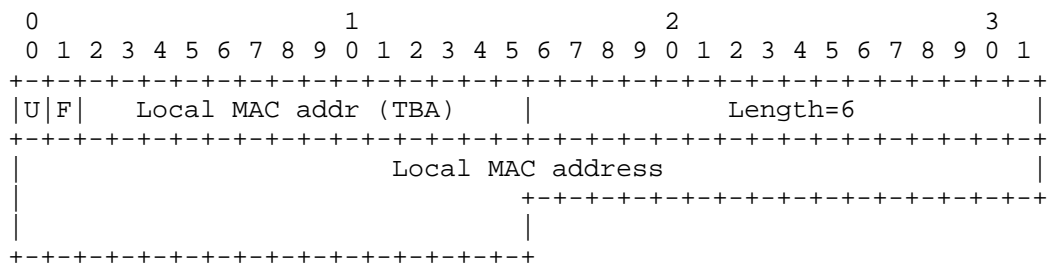 0                   1                   2                   3
 0 1 2 3 4 5 6 7 8 9 0 1 2 3 4 5 6 7 8 9 0 1 2 3 4 5 6 7 8 9 0 1
+-+-+-+-+-+-+-+-+-+-+-+-+-+-+-+-+-+-+-+-+-+-+-+-+-+-+-+-+-+-+-+-+
|U|F|   Local MAC addr (TBA)    |            Length=6           |
+-+-+-+-+-+-+-+-+-+-+-+-+-+-+-+-+-+-+-+-+-+-+-+-+-+-+-+-+-+-+-+-+
|                       Local MAC address                       |
|                               +-+-+-+-+-+-+-+-+-+-+-+-+-+-+-+-+
|                               |
+-+-+-+-+-+-+-+-+-+-+-+-+-+-+-+-+